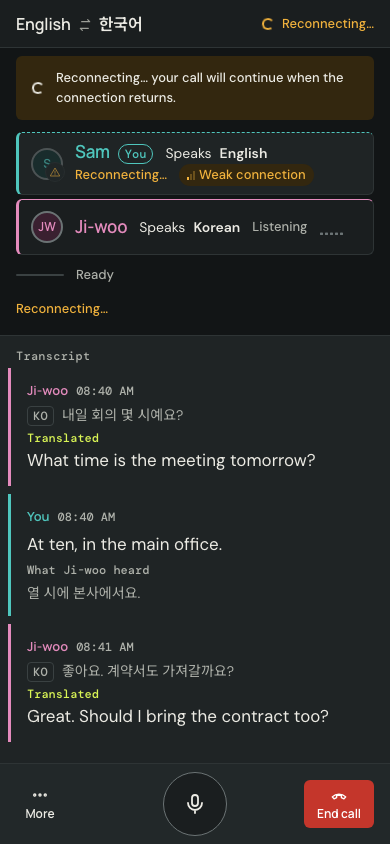 English ⇌ 한국어
Reconnecting…
Reconnecting… your call will continue when the
connection returns.
Sam You Speaks English
Reconnecting… Weak connection
JW Ji-woo Speaks Korean Listening
Ready
Reconnecting…
Transcript
Ji-woo 08:40 AM
KO 내일 회의 몇 시예요?
Translated
What time is the meeting tomorrow?
You 08:40 AM
At ten, in the main office.
What Ji-woo heard
열 시에 본사에서요.
Ji-woo 08:41 AM
KO 좋아요. 계약서도 가져갈까요?
Translated
Great. Should I bring the contract too?
More
End call